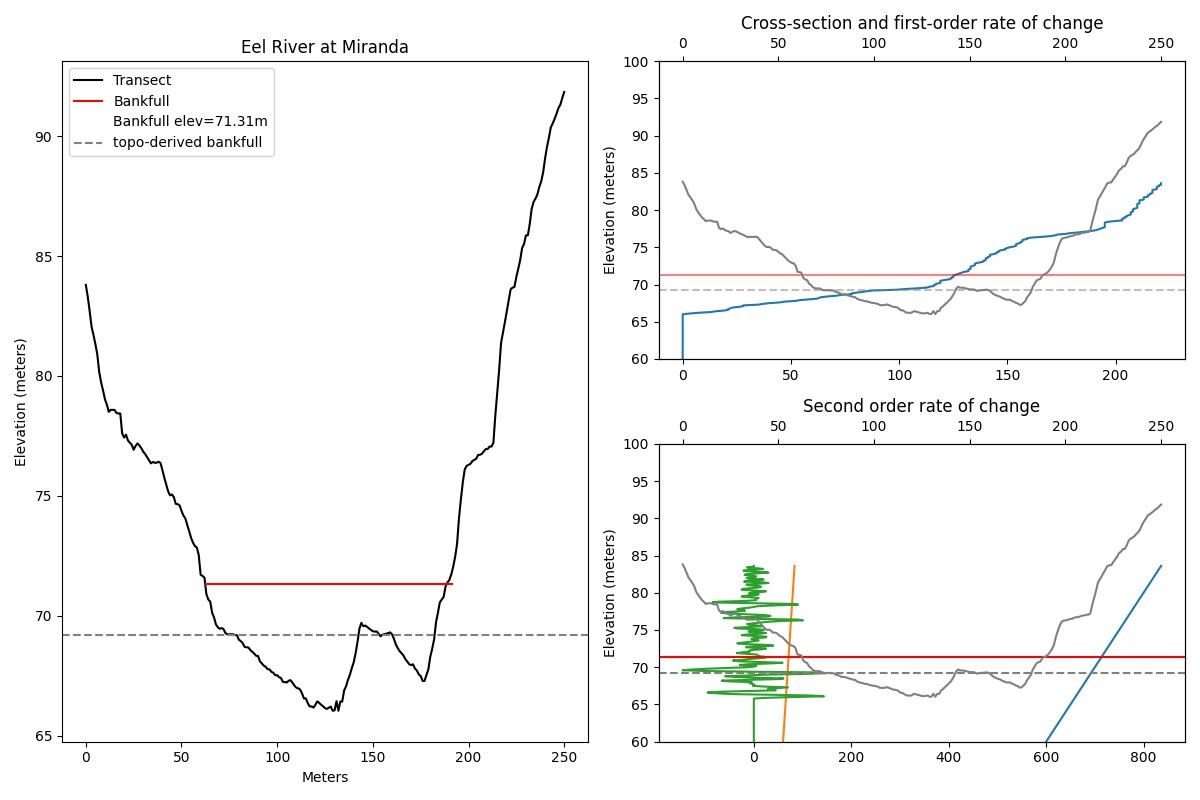 Eel River at Miranda
Transect
Bankfull
Bankfull elev=71.31m
topo-derived bankfull
Elevation (meters)
90
85
80
75
70
65
0 50 100 150 200 250
Meters
Cross-section and first-order rate of change
0 50 100 150 200 250
Elevation (meters)
100
95
90
85
80
75
70
65
60
0 50 100 150 200
Second order rate of change
0 50 100 150 200 250
Elevation (meters)
100
95
90
85
80
75
70
65
60
0 200 400 600 800